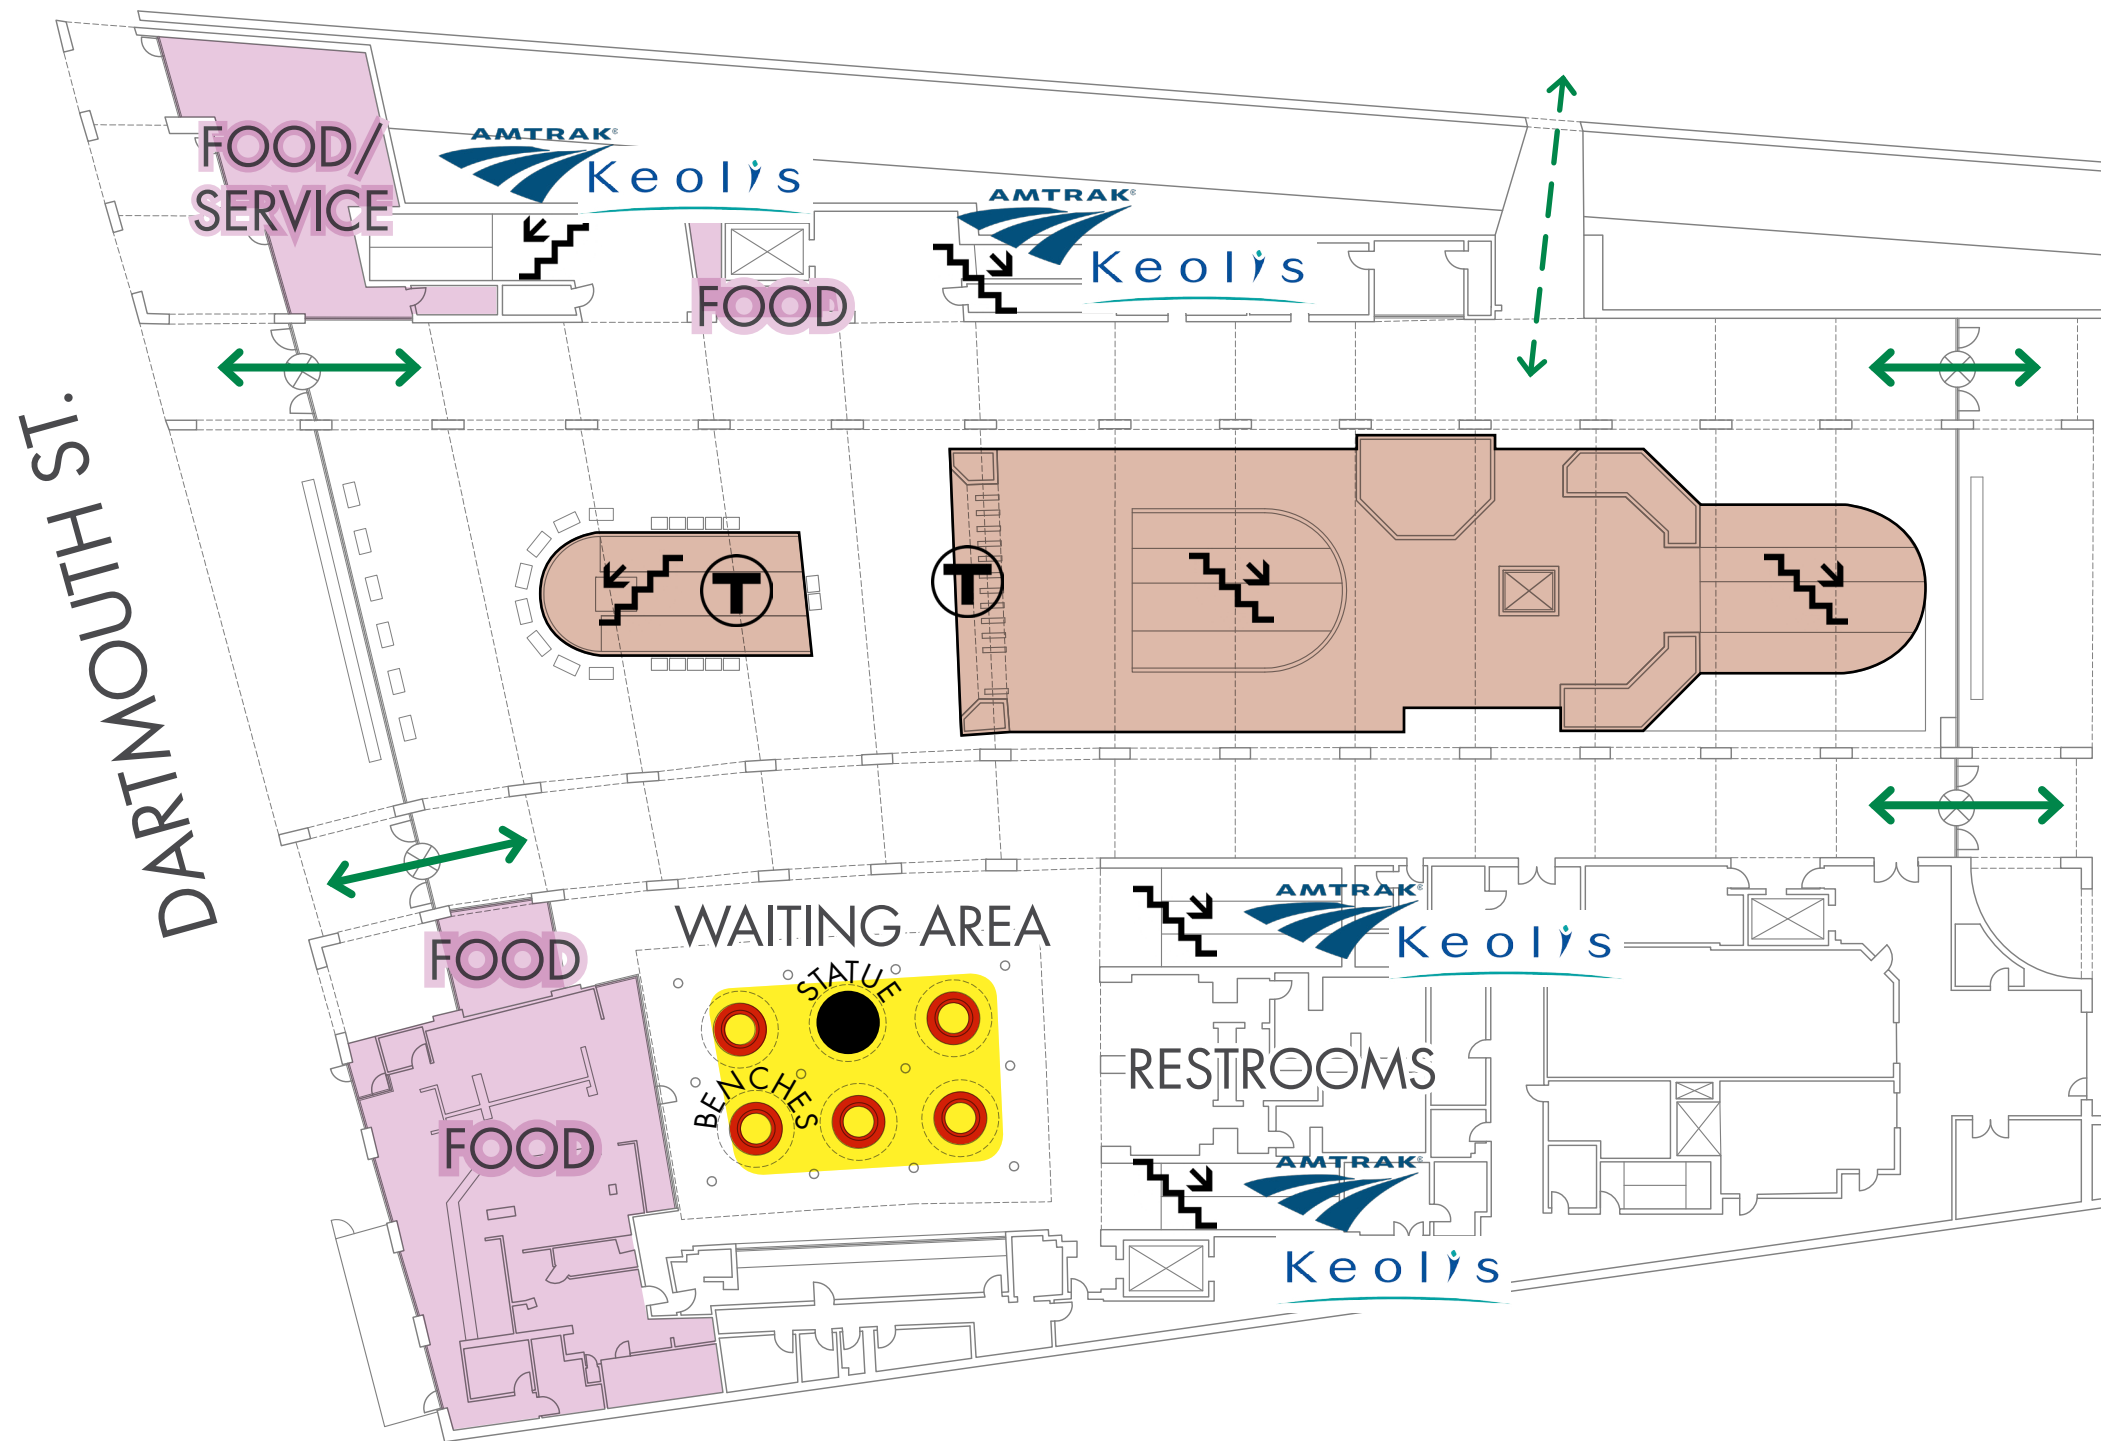 FOOD/
SERVICE
AMTRAK®
Keolis
AMTRAK®
Keolis
FOOD
DARTMOUTH ST.
T
T
FOOD
WAITING AREA
STATUE
BENCHES
AMTRAK®
Keolis
RESTROOMS
FOOD
AMTRAK®
Keolis